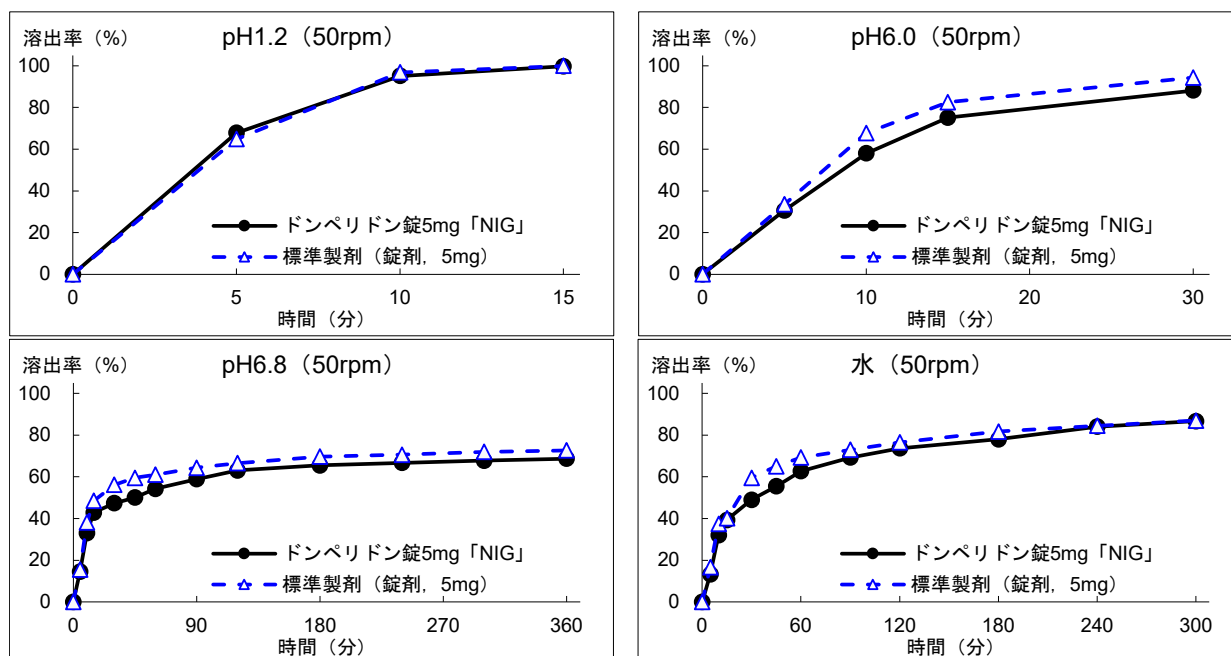 溶出率（%）
pH1.2（50rpm）
100
80
60
40
20
0
ドンペリドン錠5mg「NIG」
標準製剤（錠剤，5mg）
0
5
10
15
時間（分）
溶出率（%）
pH6.0（50rpm）
100
80
60
40
20
0
ドンペリドン錠5mg「NIG」
標準製剤（錠剤，5mg）
0
10
20
30
時間（分）
溶出率（%）
pH6.8（50rpm）
100
80
60
40
20
0
ドンペリドン錠5mg「NIG」
標準製剤（錠剤，5mg）
0
90
180
270
360
時間（分）
溶出率（%）
水（50rpm）
100
80
60
40
20
0
ドンペリドン錠5mg「NIG」
標準製剤（錠剤，5mg）
0
60
120
180
240
300
時間（分）